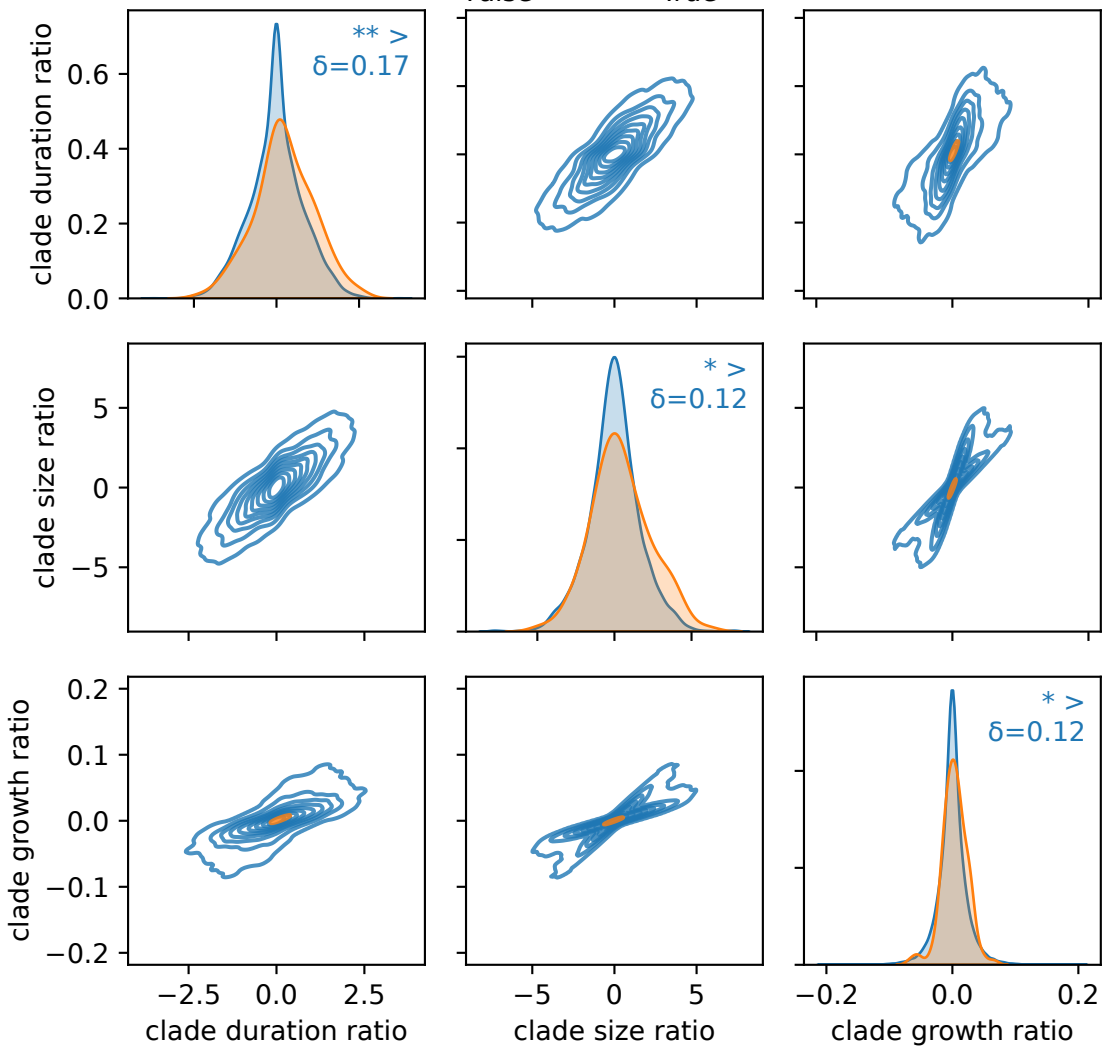 clade duration ratio
0.6
0.4
0.2
0.0
** >
δ=0.17
clade size ratio
5
0
−5
* >
δ=0.12
clade growth ratio
0.2
0.1
0.0
−0.1
−0.2
* >
δ=0.12
−2.5 0.0 2.5
−5 0 5
−0.2 0.0 0.2
clade duration ratio
clade size ratio
clade growth ratio